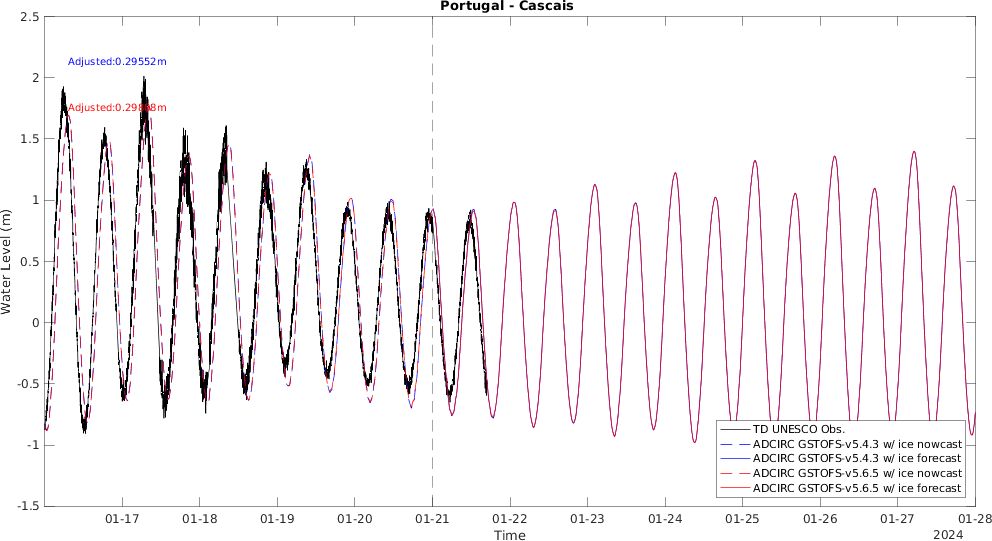 Portugal - Cascais
2.5
2
1.5
1
0.5
0
-0.5
-1
-1.5
Water Level (m)
Adjusted:0.29552m
TD UNESCO Obs.
ADCIRC GSTOFS-v5.4.3 w/ ice nowcast
ADCIRC GSTOFS-v5.4.3 w/ ice forecast
ADCIRC GSTOFS-v5.6.5 w/ ice nowcast
ADCIRC GSTOFS-v5.6.5 w/ ice forecast
01-17 01-18 01-19 01-20 01-21 01-22 01-23 01-24 01-25 01-26 01-27 01-28
Time
2024